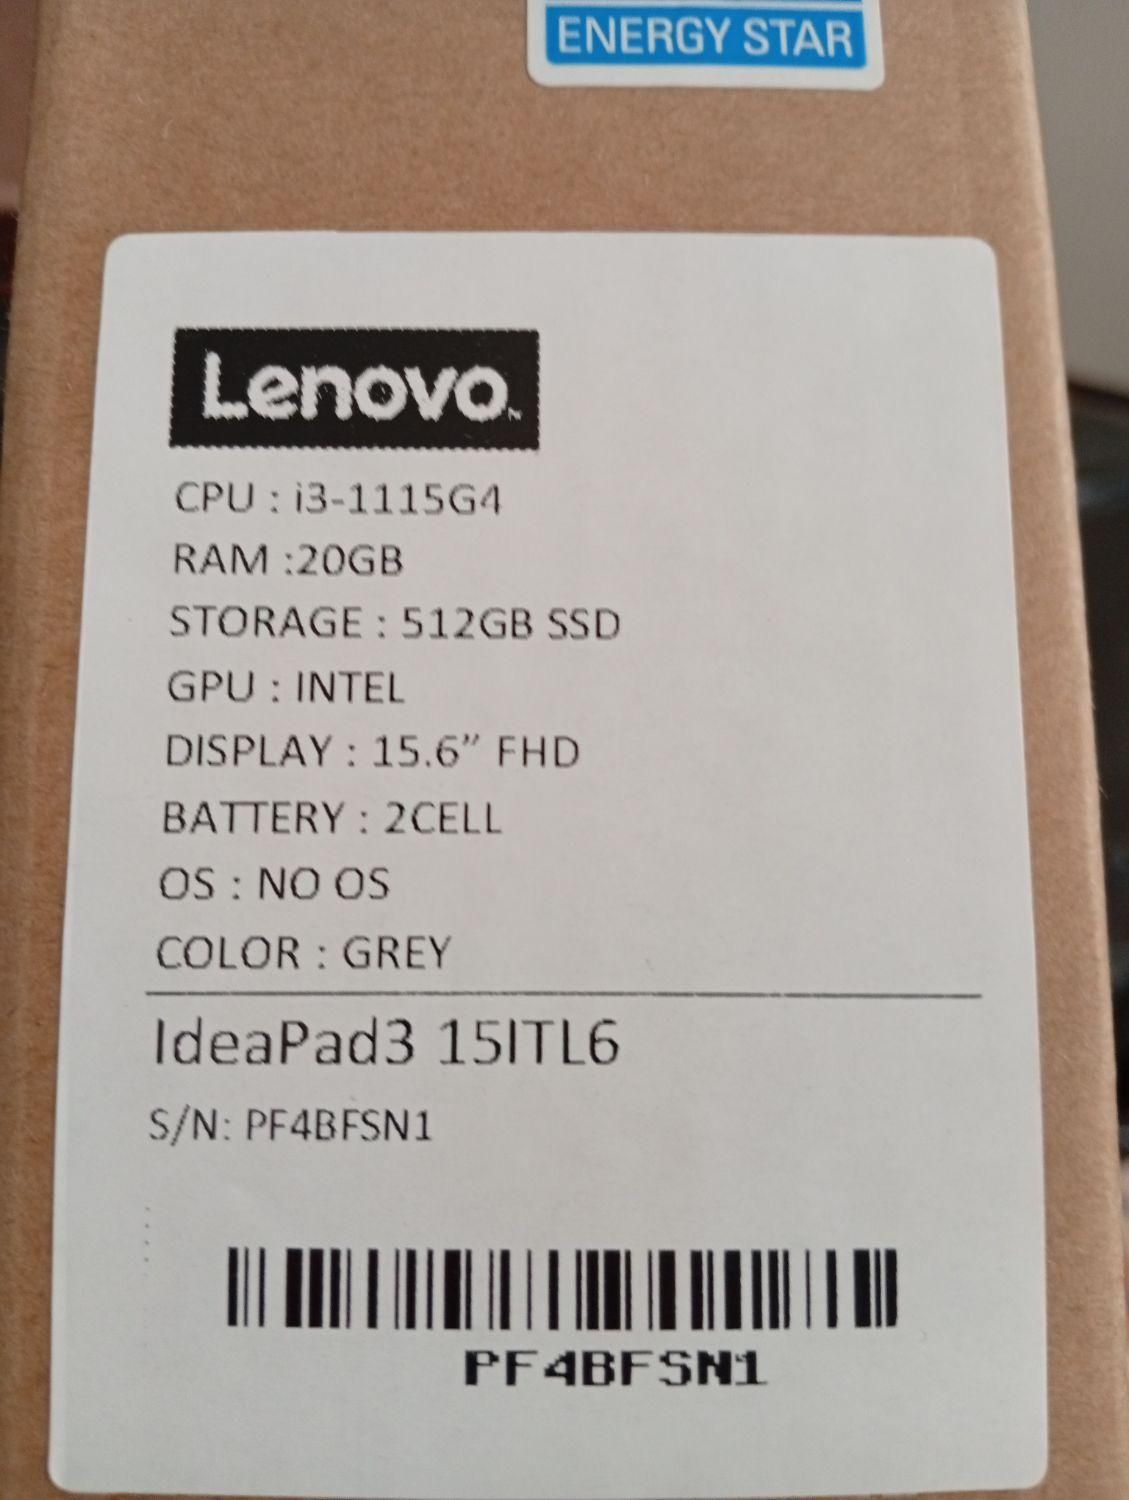 ENERGY STAR
Lenovo™
CPU : i3-1115G4
RAM :20GB
STORAGE : 512GB SSD
GPU : INTEL
DISPLAY : 15.6” FHD
BATTERY : 2CELL
OS : NO OS
COLOR : GREY
IdeaPad3 15ITL6
S/N: PF4BFSN1
PF4BFSN1